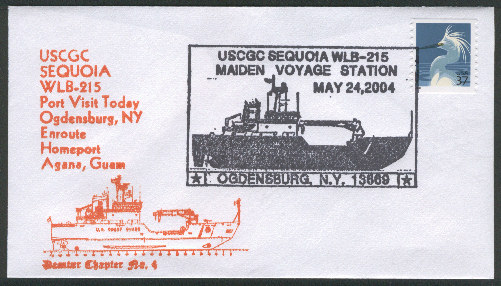 USCGC
SEQUOIA
WLB-215
Port Visit Today
Ogdensburg, NY
Enroute
Homeport
Agana, Guam
U.S. COAST GUARD
Decatur Chapter No. 4
USCGC SEQUOIA WLB-215
MAIDEN VOYAGE STATION
MAY 24,2004
OGDENSBURG, N.Y. 13669
37